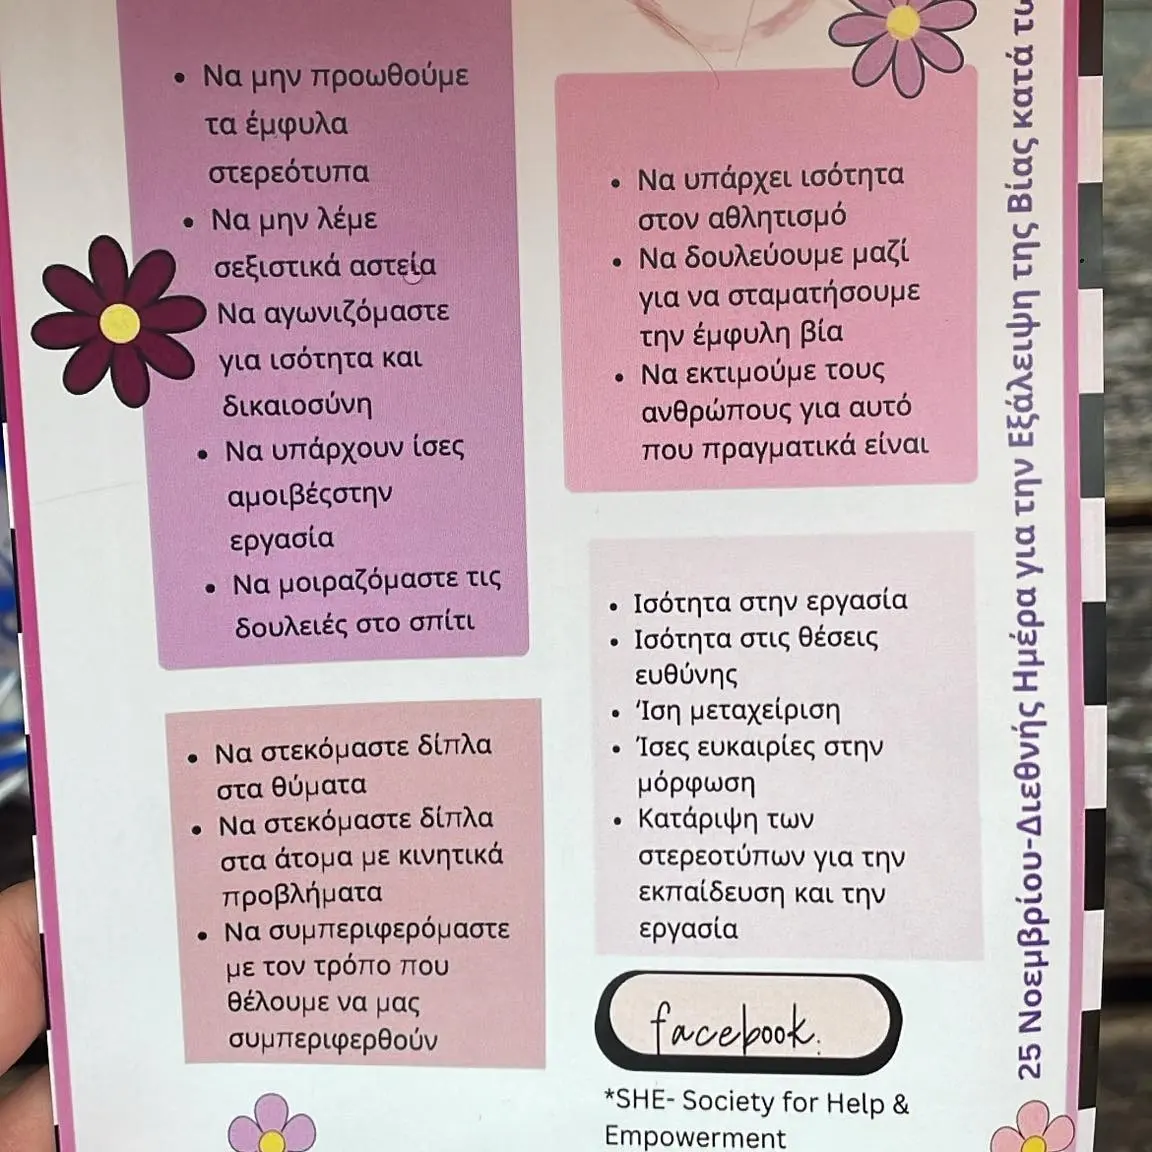 Να μην προωθούμε
τα έμφυλα
στερεότυπα
Να μην λέμε
σεξιστικά αστεία
Να αγωνιζόμαστε
για ισότητα και
δικαιοσύνη
Να υπάρχουν ίσες
αμοιβέςστην
εργασία
Να μοιραζόμαστε τις
δουλειές στο σπίτι
Να στεκόμαστε δίπλα
στα θύματα
Να στεκόμαστε δίπλα
στα άτομα με κινητικά
προβλήματα
Να συμπεριφερόμαστε
με τον τρόπο που
θέλουμε να μας
συμπεριφερθούν
Να υπάρχει ισότητα
στον αθλητισμό
Να δουλεύουμε μαζί
για να σταματήσουμε
την έμφυλη βία
Να εκτιμούμε τους
ανθρώπους για αυτό
που πραγματικά είναι
Ισότητα στην εργασία
Ισότητα στις θέσεις
ευθύνης
Ίση μεταχείριση
Ίσες ευκαιρίες στην
μόρφωση
Κατάριψη των
στερεοτύπων για την
εκπαίδευση και την
εργασία
facebook.
*SHE- Society for Help &
Empowerment
25 Νοεμβρίου-Διεθνής Ημέρα για την Εξάλειψη της Βίας κατά